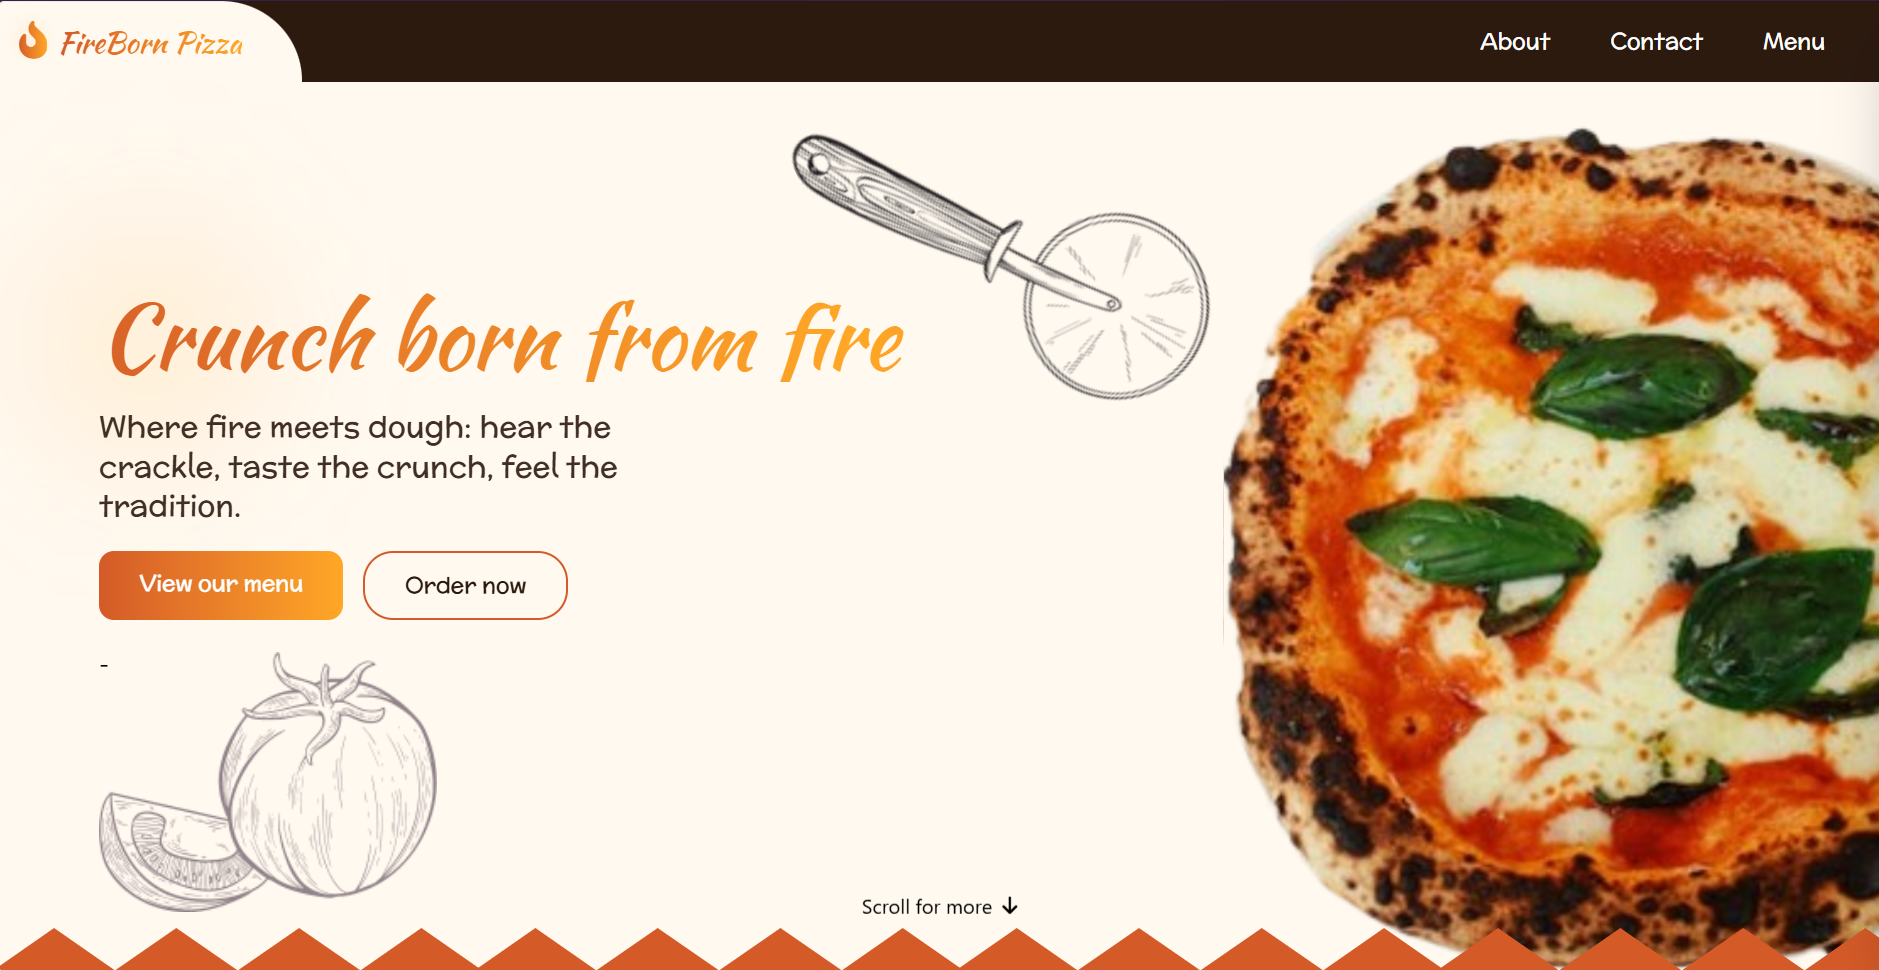 FireBorn Pizza
About
Contact
Menu
Crunch born from fire
Where fire meets dough: hear the
crackle, taste the crunch, feel the
tradition.
View our menu
Order now
-
Scroll for more ↓